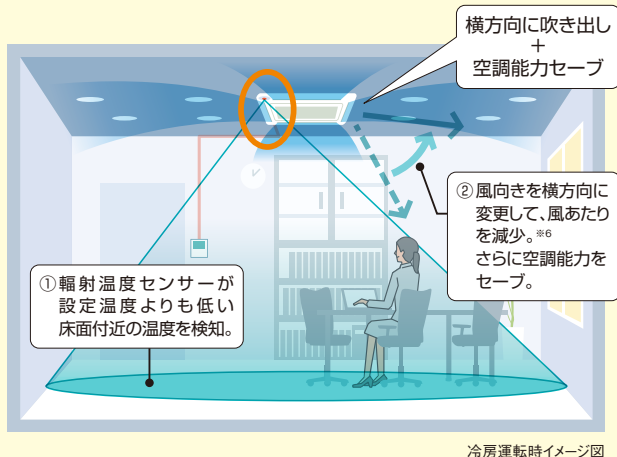 横方向に吹き出し
+
空調能力セーブ
②風向きを横方向に
変更して、風あたり
を減少。※6
さらに空調能力を
セーブ。
①輻射温度センサーが
設定温度よりも低い
床面付近の温度を検知。
冷房運転時イメージ図